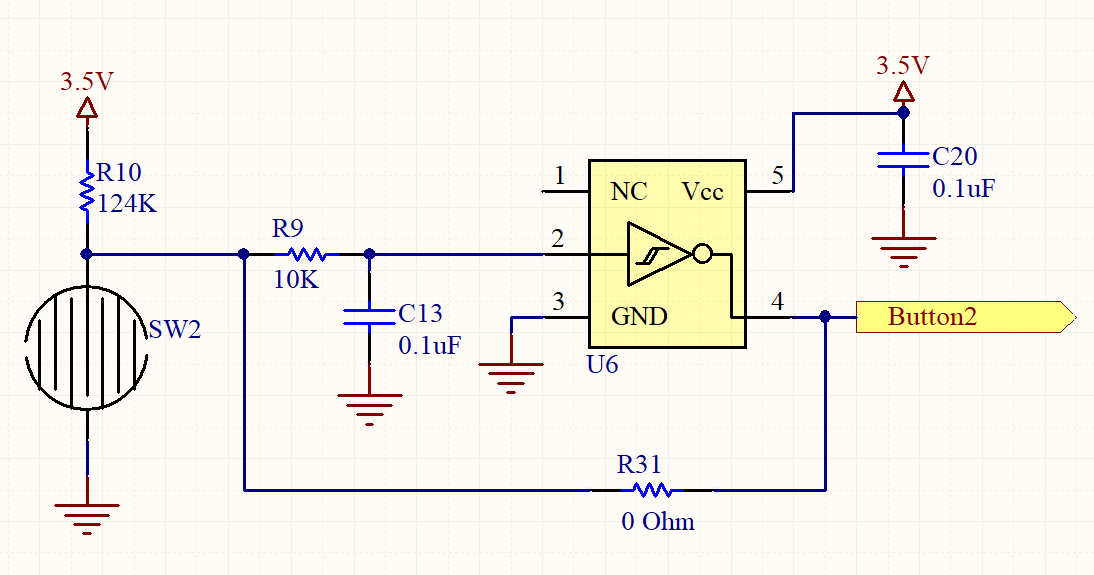 3.5V
R10
124K
SW2
R9
10K
C13
0.1uF
1
2
3
NC
Vcc
GND
U6
5
4
3.5V
C20
0.1uF
Button2
R31
0 Ohm